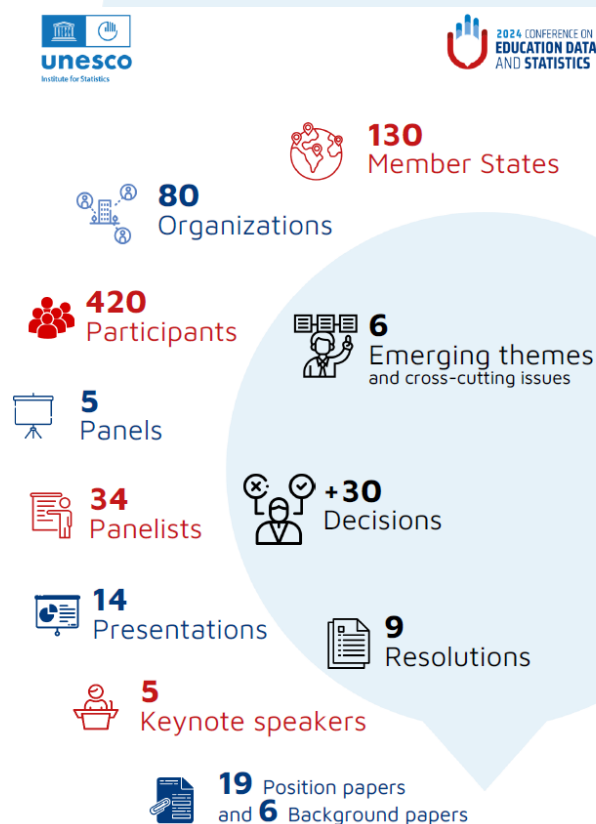 unesco
Institute for Statistics
2024 CONFERENCE ON
EDUCATION DATA
AND STATISTICS
130
Member States
80
Organizations
420
Participants
6
Emerging themes
and cross-cutting issues
5
Panels
34
Panelists
+30
Decisions
14
Presentations
9
Resolutions
5
Keynote speakers
19 Position papers
and 6 Background papers